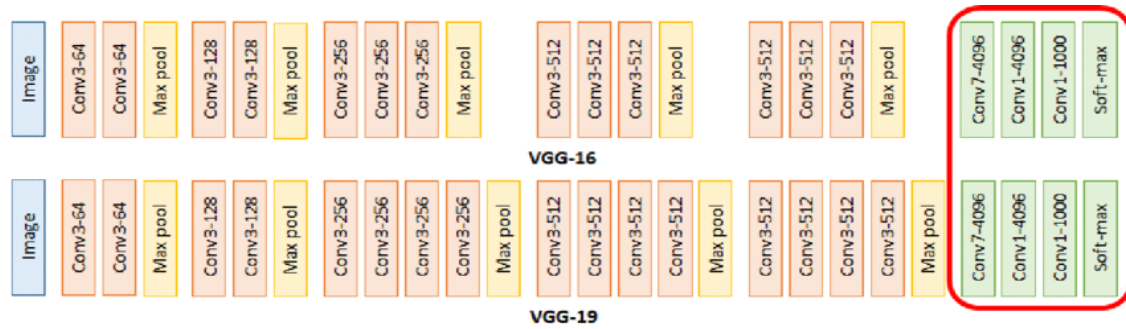 Image
Conv3-64
Conv3-64
Max pool
Conv3-128
Conv3-128
Max pool
Conv3-256
Conv3-256
Conv3-256
Max pool
Conv3-512
Conv3-512
Conv3-512
Max pool
Conv3-512
Conv3-512
Conv3-512
Max pool
Conv7-4096
Conv1-4096
Conv1-1000
Soft-max
VGG-16
Image
Conv3-64
Conv3-64
Max pool
Conv3-128
Conv3-128
Max pool
Conv3-256
Conv3-256
Conv3-256
Conv3-256
Max pool
Conv3-512
Conv3-512
Conv3-512
Conv3-512
Max pool
Conv3-512
Conv3-512
Conv3-512
Conv3-512
Max pool
Conv7-4096
Conv1-4096
Conv1-1000
Soft-max
VGG-19